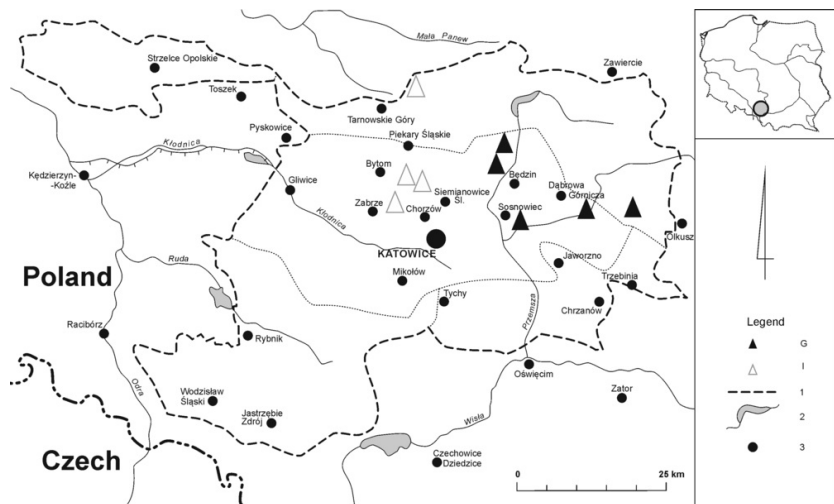 Mała Panew
Strzelce Opolskie
Zawiercie
Toszek
Tarnowskie Góry
Pyskowice
Piekary Śląskie
Kłodnica
Bytom
Kędzierzyn-
-Koźle
Gliwice
Będzin
Dąbrowa
Górnicza
Siemianowice
Śl.
Zabrze
Chorzów
Sosnowiec
Kłodnica
Olkusz
KATOWICE
Poland
Ruda
Mikołów
Jaworzno
Trzebinia
Tychy
Chrzanów
Przemsza
Racibórz
Rybnik
Oświęcim
Odra
Wodzisław
Śląski
Zator
Jastrzębie
Zdrój
Wisła
Czech
Czechowice
Dziedzice
0 25 km
Legend
G
I
1
2
3